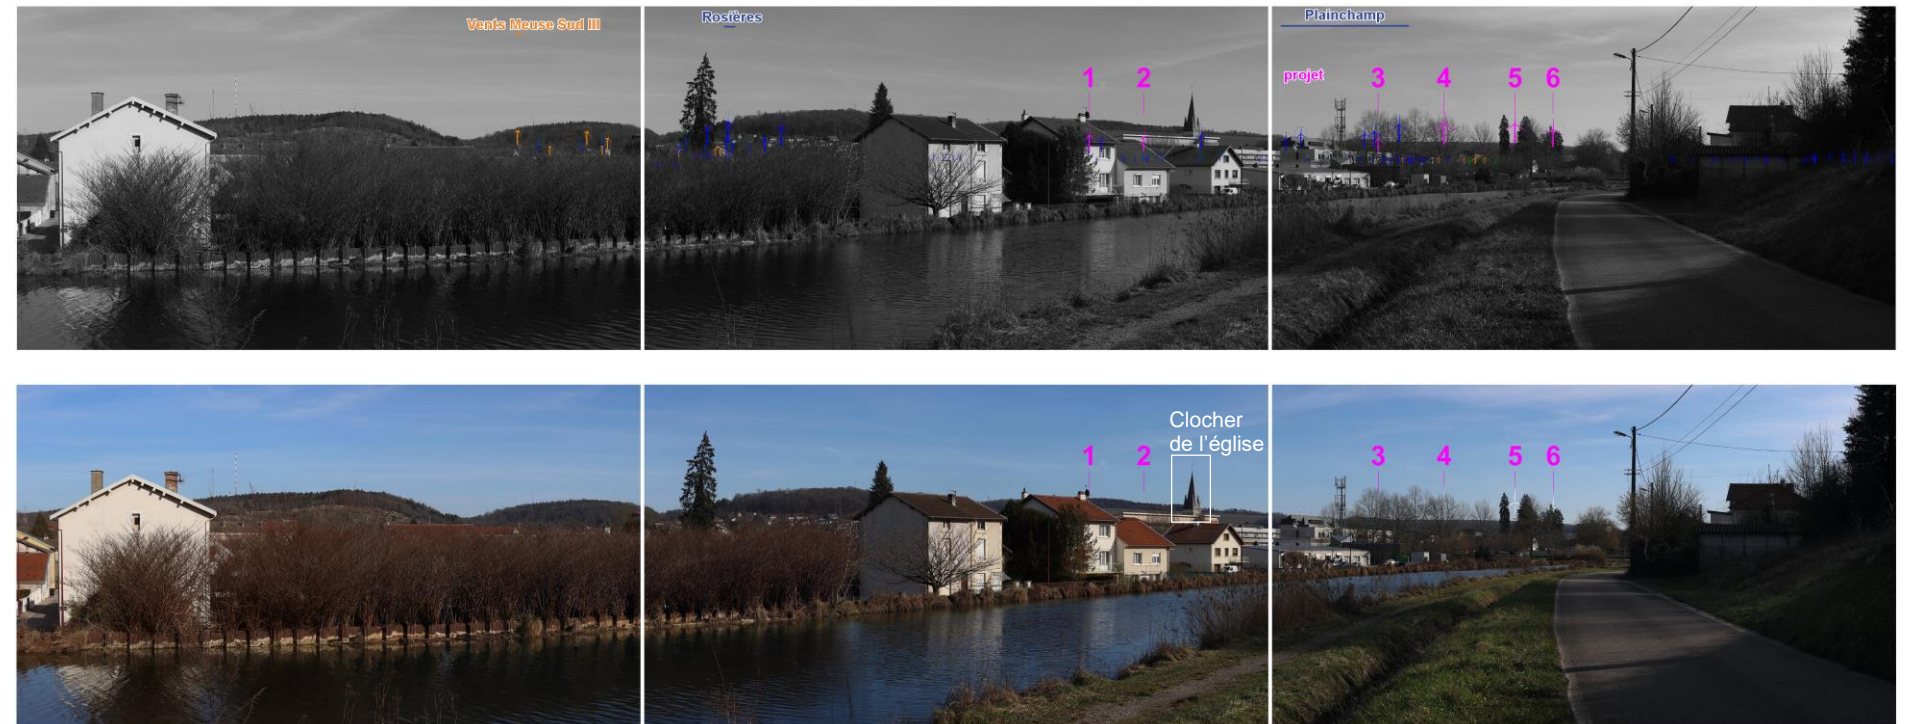 Vents Meuse Sud III
Rosières
Plainchamp
projet
1
2
3
4
5
6
Clocher
de l'église
1
2
3
4
5
6